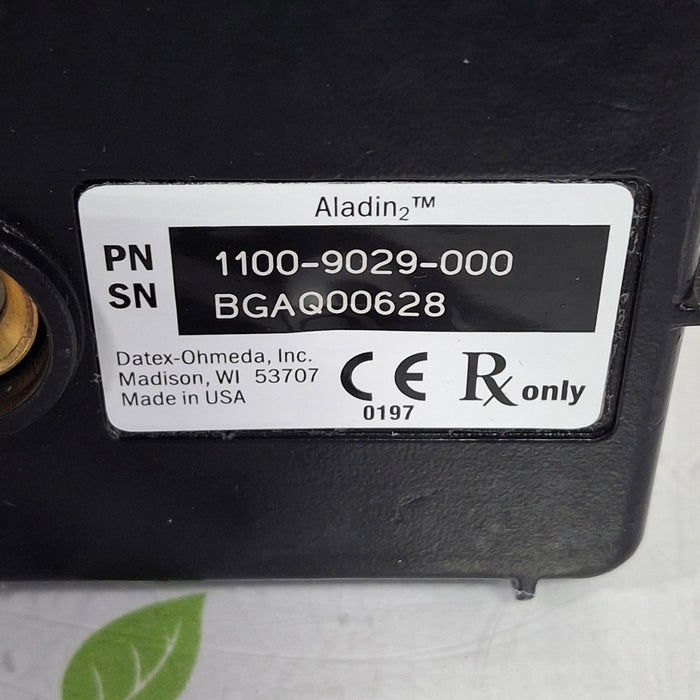 Aladin₂™
PN 1100-9029-000
SN BGAQ00628
Datex-Ohmeda, Inc.
Madison, WI 53707
Made in USA
CE
0197
Rx only